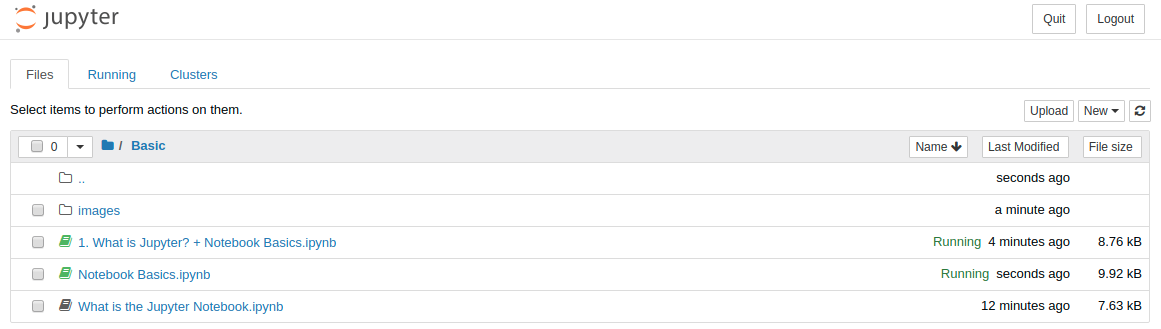 jupyter Quit Logout
Files Running Clusters
Select items to perform actions on them. Upload New
0 / Basic Name Last Modified File size
.. seconds ago
images a minute ago
1. What is Jupyter? + Notebook Basics.ipynb Running 4 minutes ago 8.76 kB
Notebook Basics.ipynb Running seconds ago 9.92 kB
What is the Jupyter Notebook.ipynb 12 minutes ago 7.63 kB